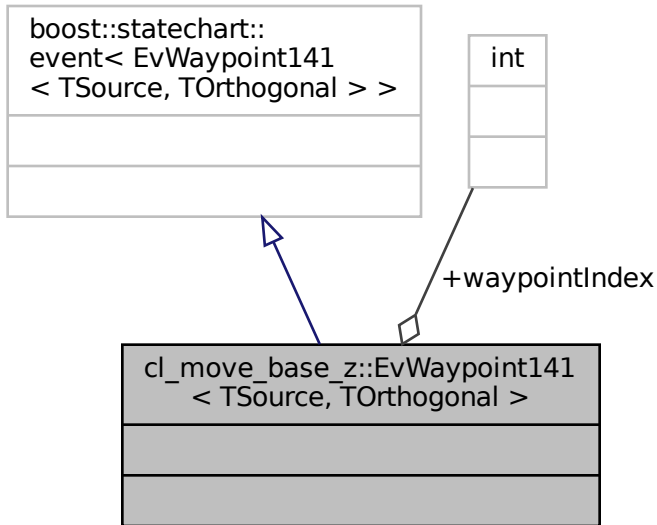 boost::statechart::
event< EvWaypoint141
< TSource, TOrthogonal > >
int
+waypointIndex
cl_move_base_z::EvWaypoint141
< TSource, TOrthogonal >